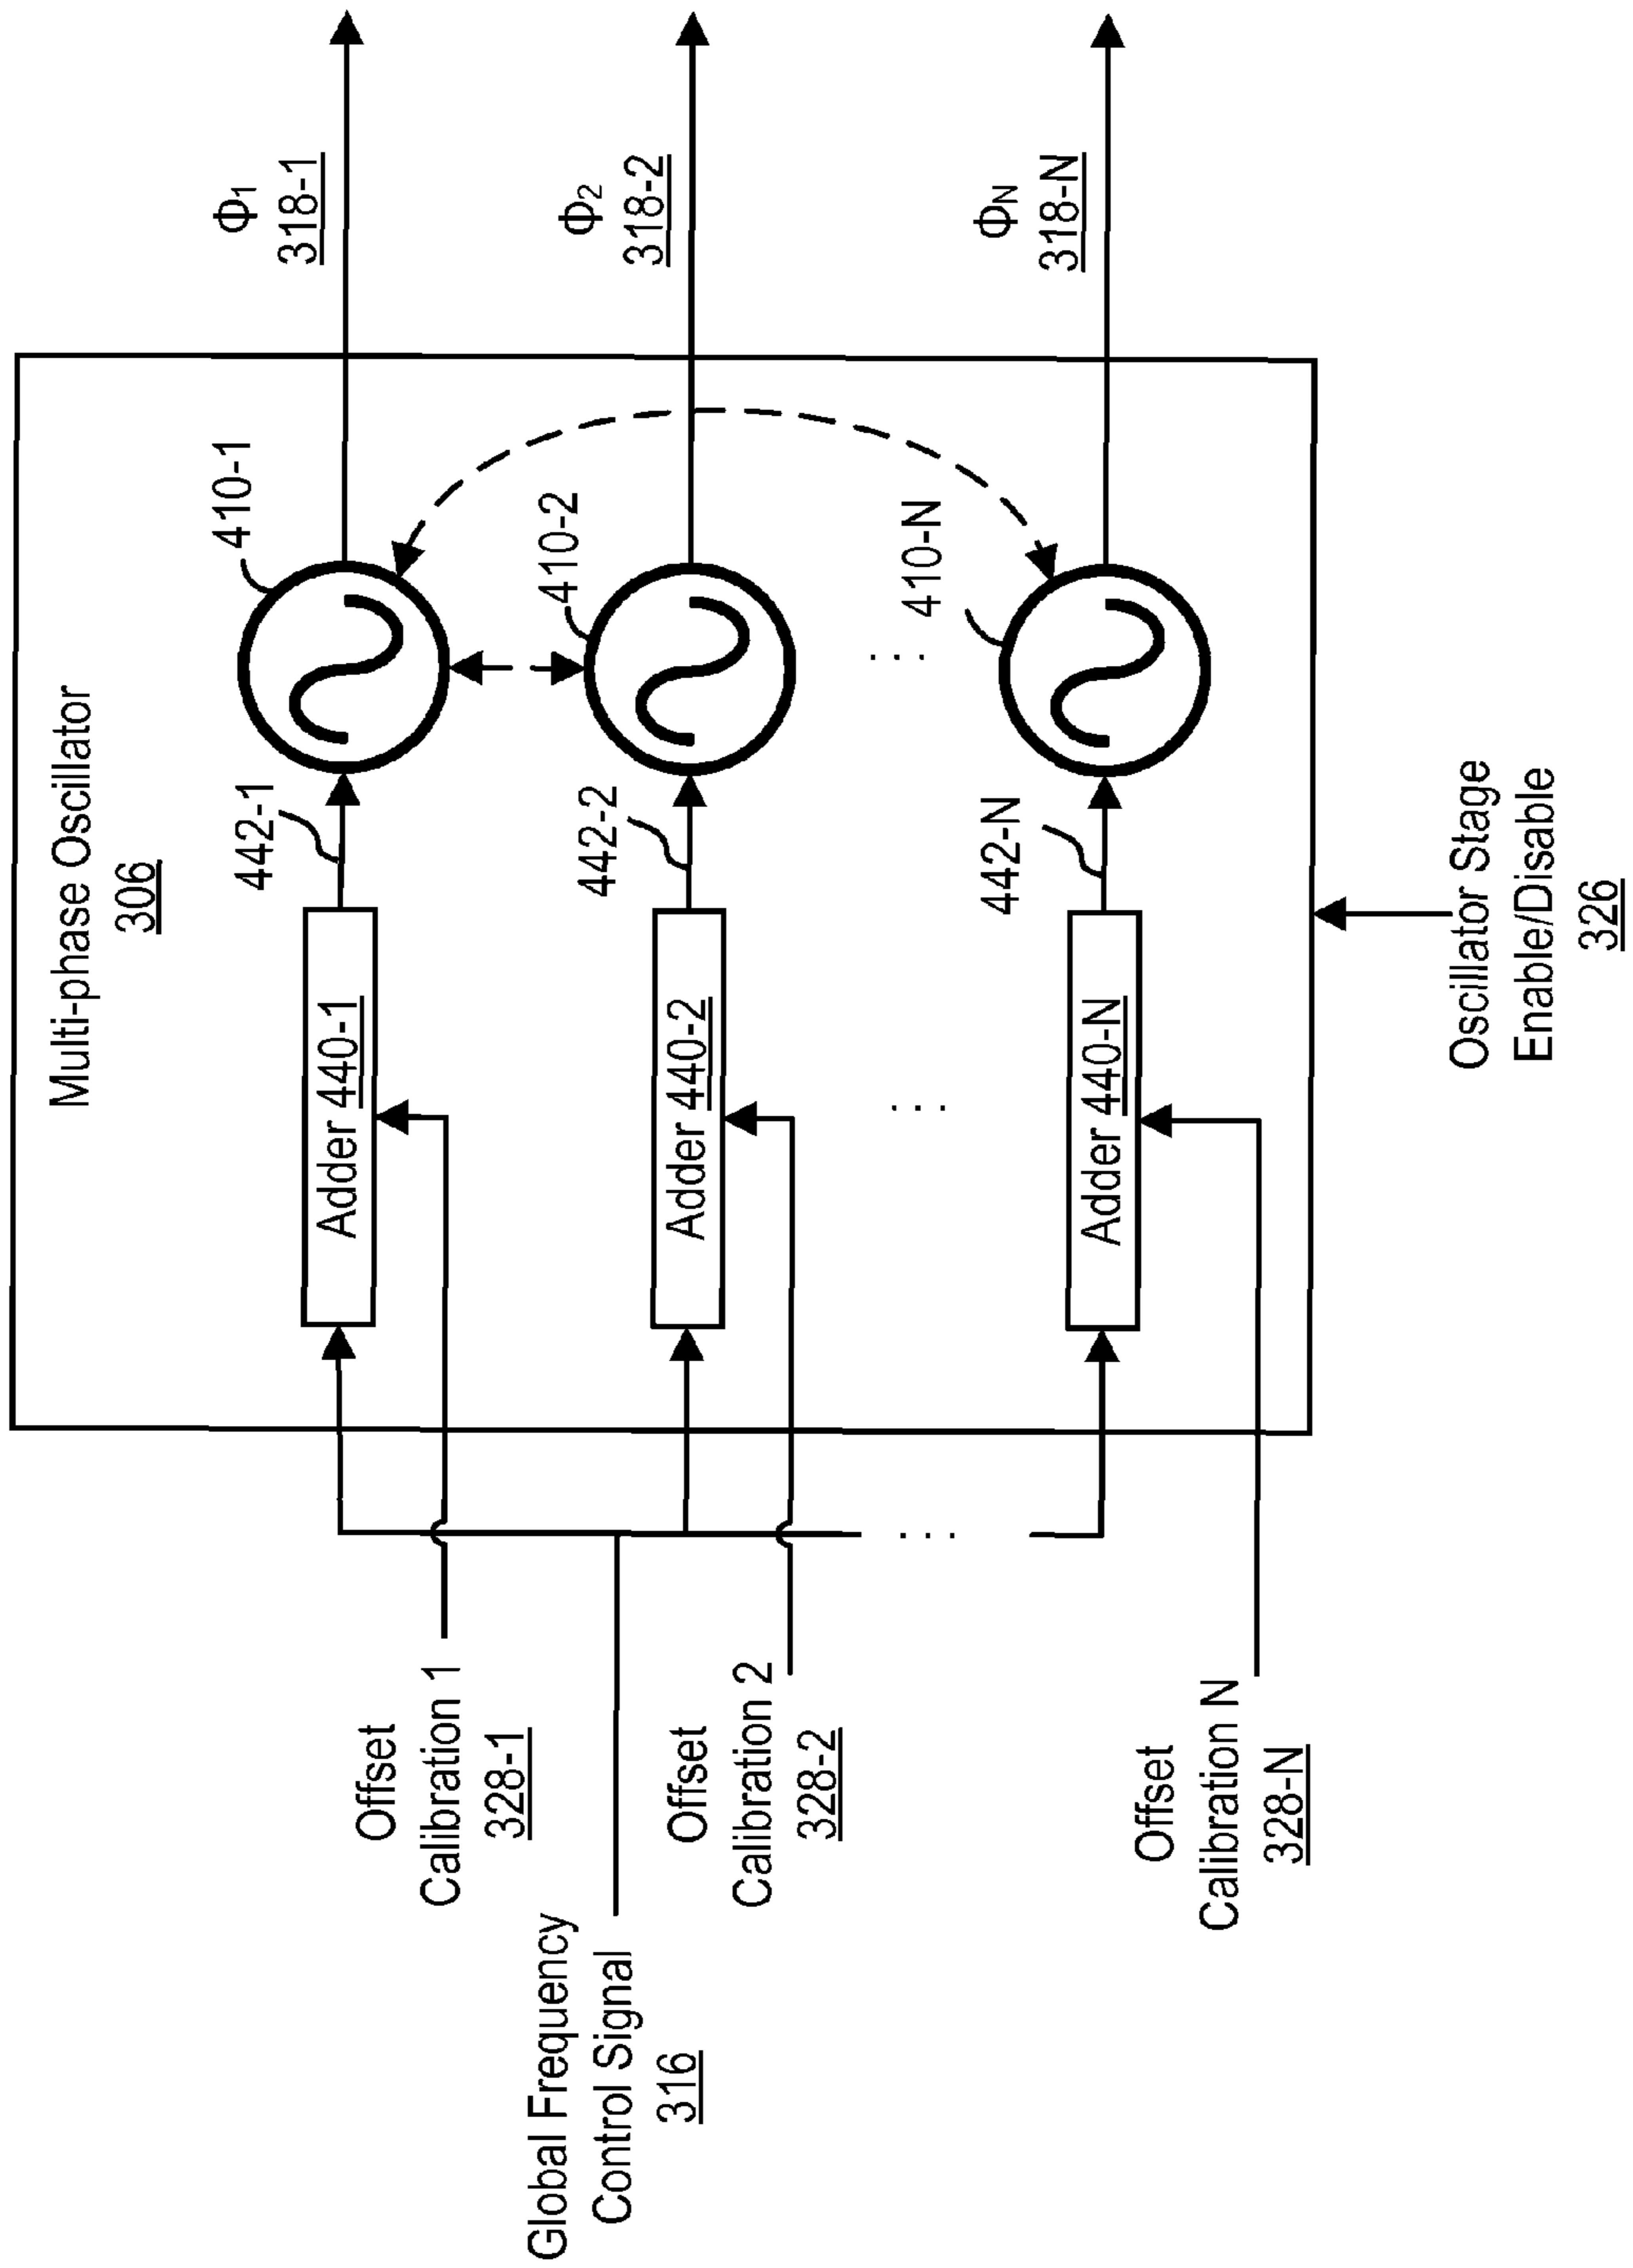 Multi-phase Oscillator
306
Φ1
318-1
410-1
442-1
Adder 440-1
Offset
Calibration 1
328-1
Φ2
318-2
410-2
442-2
Adder 440-2
Global Frequency
Control Signal
316
Offset
Calibration 2
328-2
. . .
. . .
. . .
ΦN
318-N
410-N
442-N
Adder 440-N
Offset
Calibration N
328-N
Oscillator Stage
Enable/Disable
326